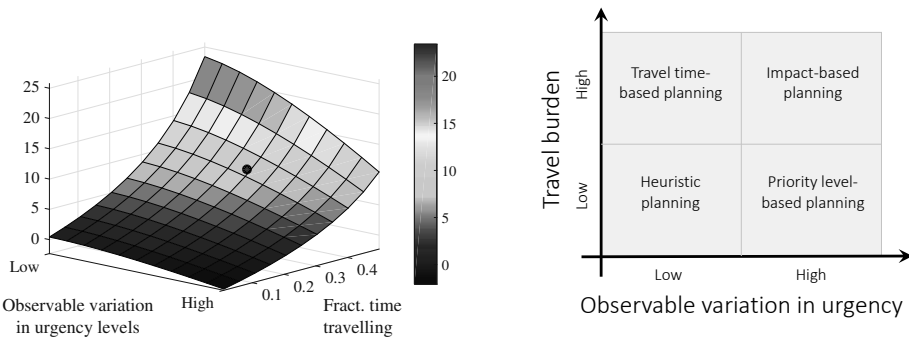 25
20
15
10
5
0
Low
High
0.1
0.2
0.3
0.4
Observable variation
in urgency levels
Fract. time
travelling
20
15
10
5
0
Travel burden
High
Low
Travel time-
based planning
Impact-based
planning
Heuristic
planning
Priority level-
based planning
Low
High
Observable variation in urgency